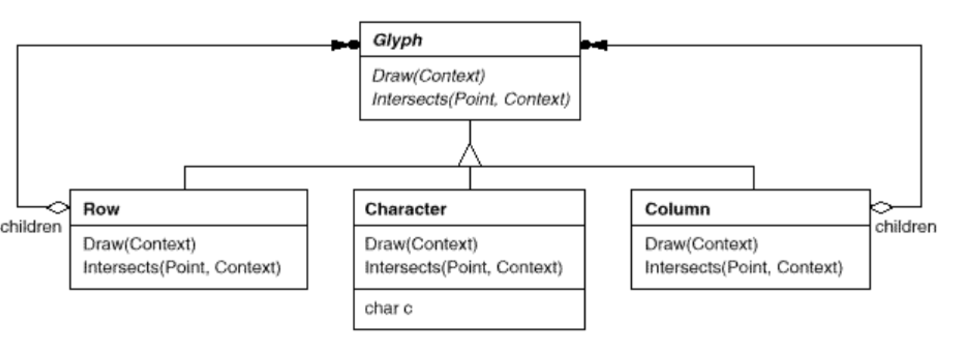 Glyph
Draw(Context)
Intersects(Point, Context)
children
Row
Draw(Context)
Intersects(Point, Context)
Character
Draw(Context)
Intersects(Point, Context)
char c
Column
Draw(Context)
Intersects(Point, Context)
children